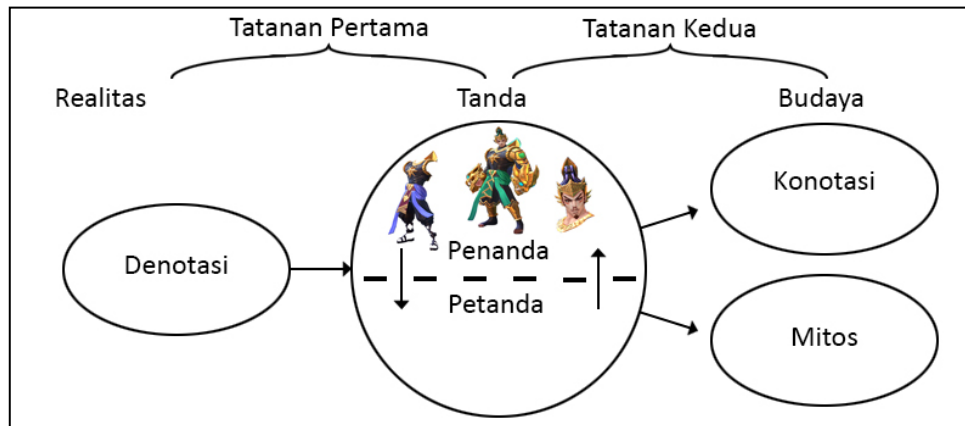 Tatanan Pertama
Tatanan Kedua
Realitas
Tanda
Budaya
Konotasi
Penanda
Denotasi
Petanda
Mitos